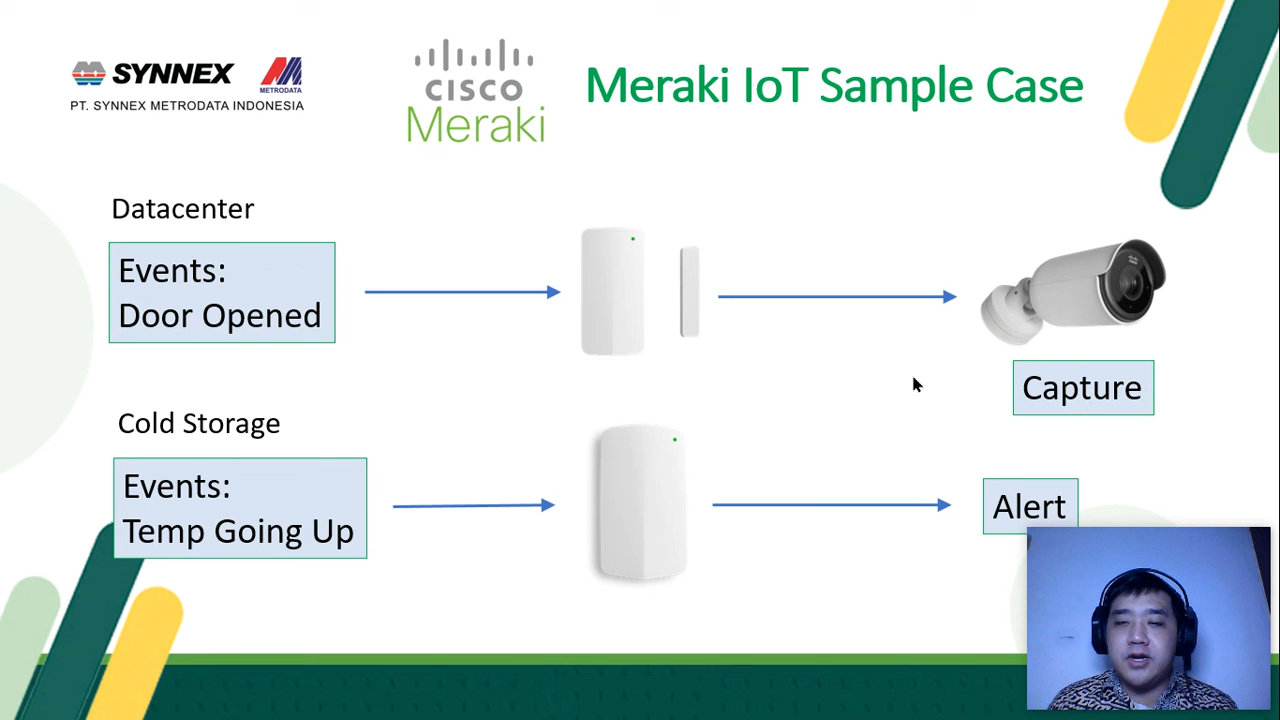 SYNNEX
METRODATA
PT. SYNNEX METRODATA INDONESIA
CISCO
Meraki
Meraki IoT Sample Case
Datacenter
Events:
Door Opened
Capture
Cold Storage
Events:
Temp Going Up
Alert